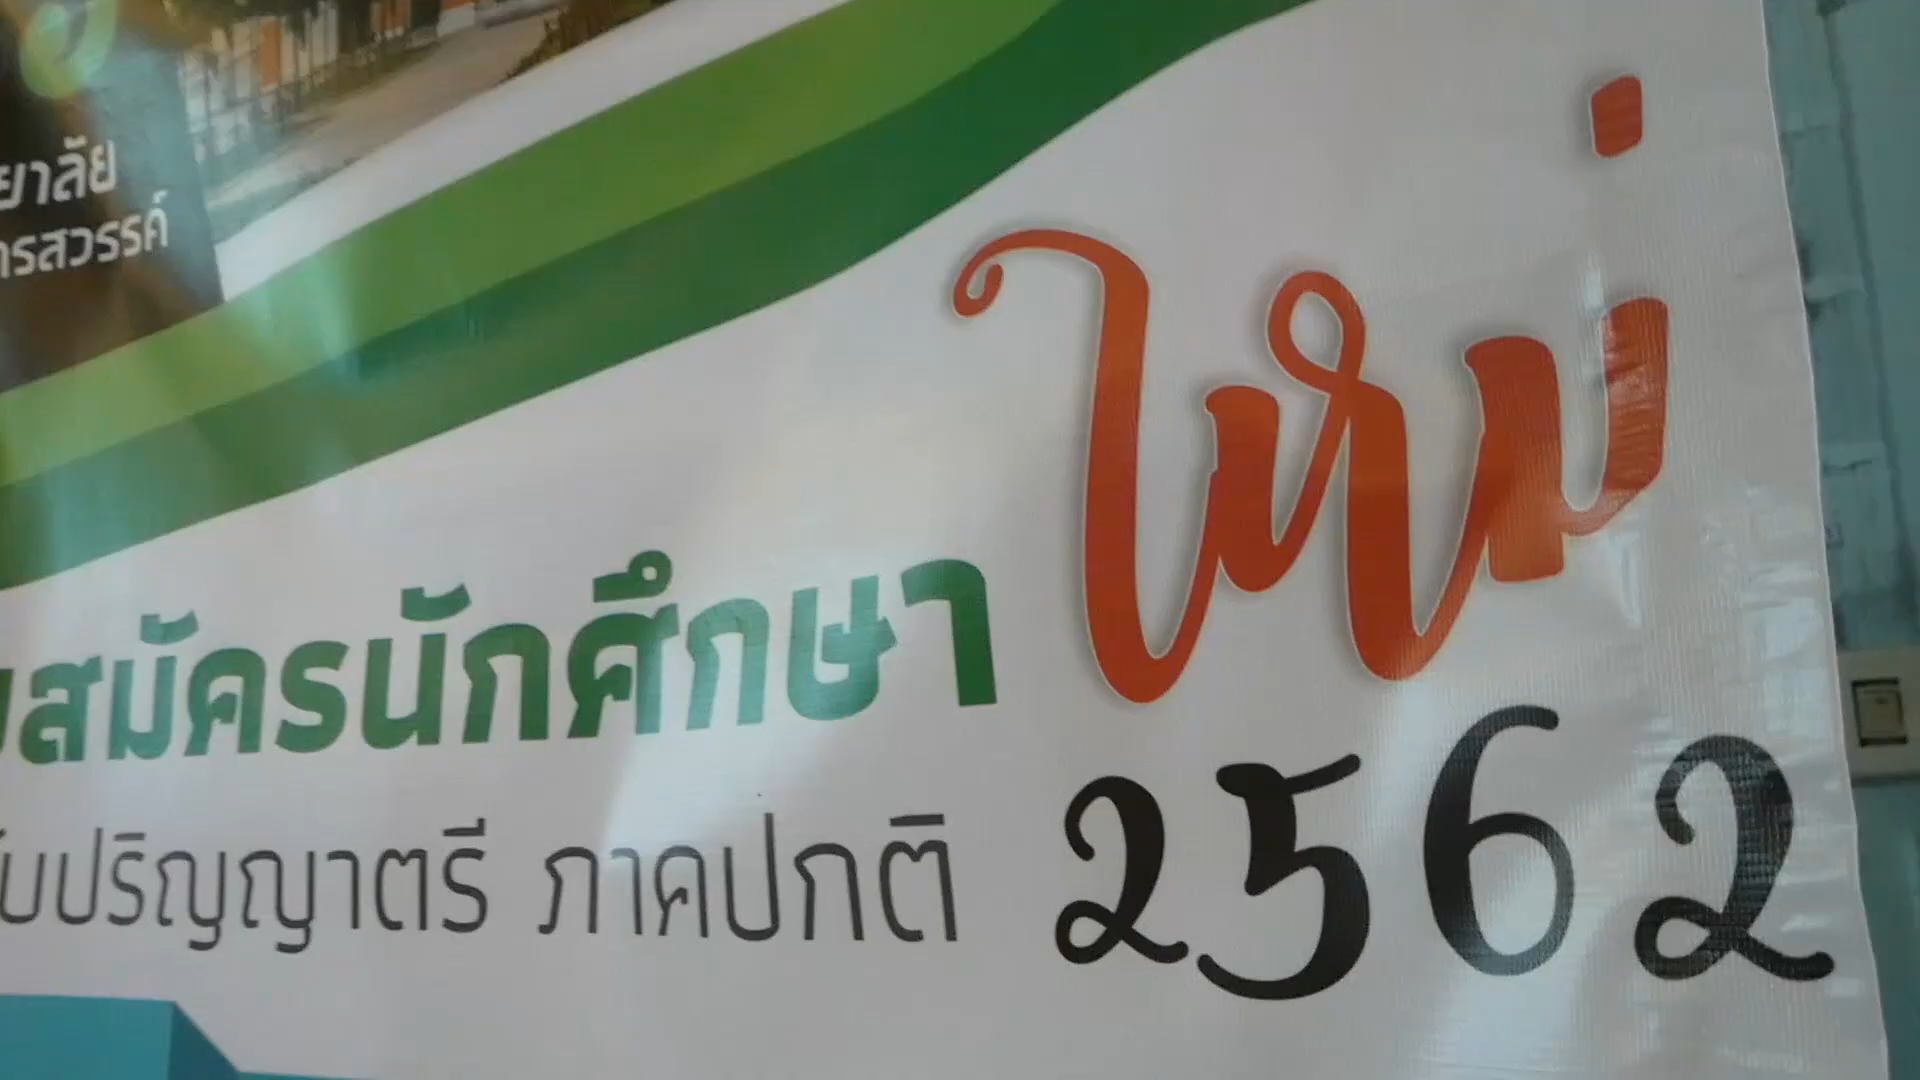 ยาลัย
ครสวรรค์
สมัครนักศึกษา ใหม่
ปริญญาตรี ภาคปกติ 2562